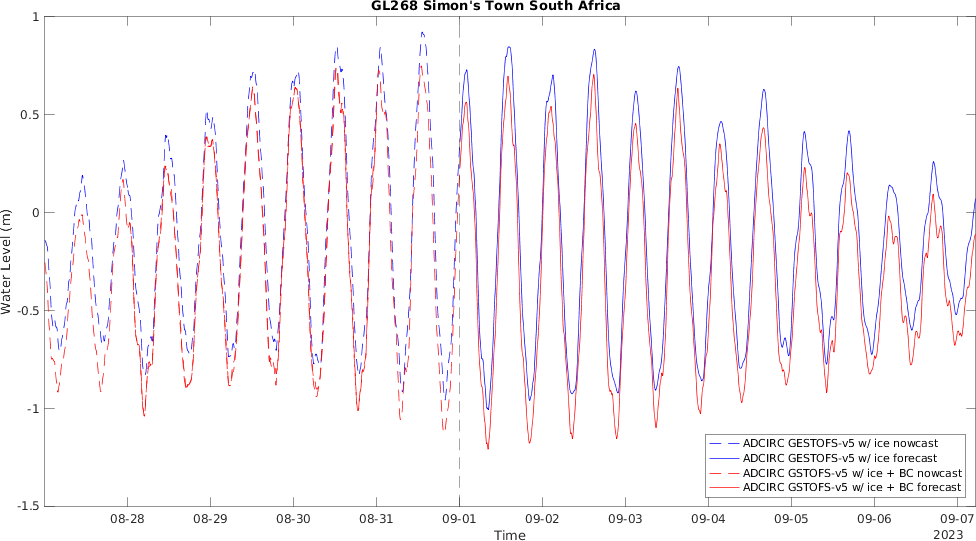 GL268 Simon's Town South Africa
1
0.5
0
-0.5
-1
-1.5
Water Level (m)
ADCIRC GESTOFS-v5 w/ ice nowcast
ADCIRC GESTOFS-v5 w/ ice forecast
ADCIRC GSTOFS-v5 w/ ice + BC nowcast
ADCIRC GSTOFS-v5 w/ ice + BC forecast
08-28 08-29 08-30 08-31 09-01 09-02 09-03 09-04 09-05 09-06 09-07
Time
2023